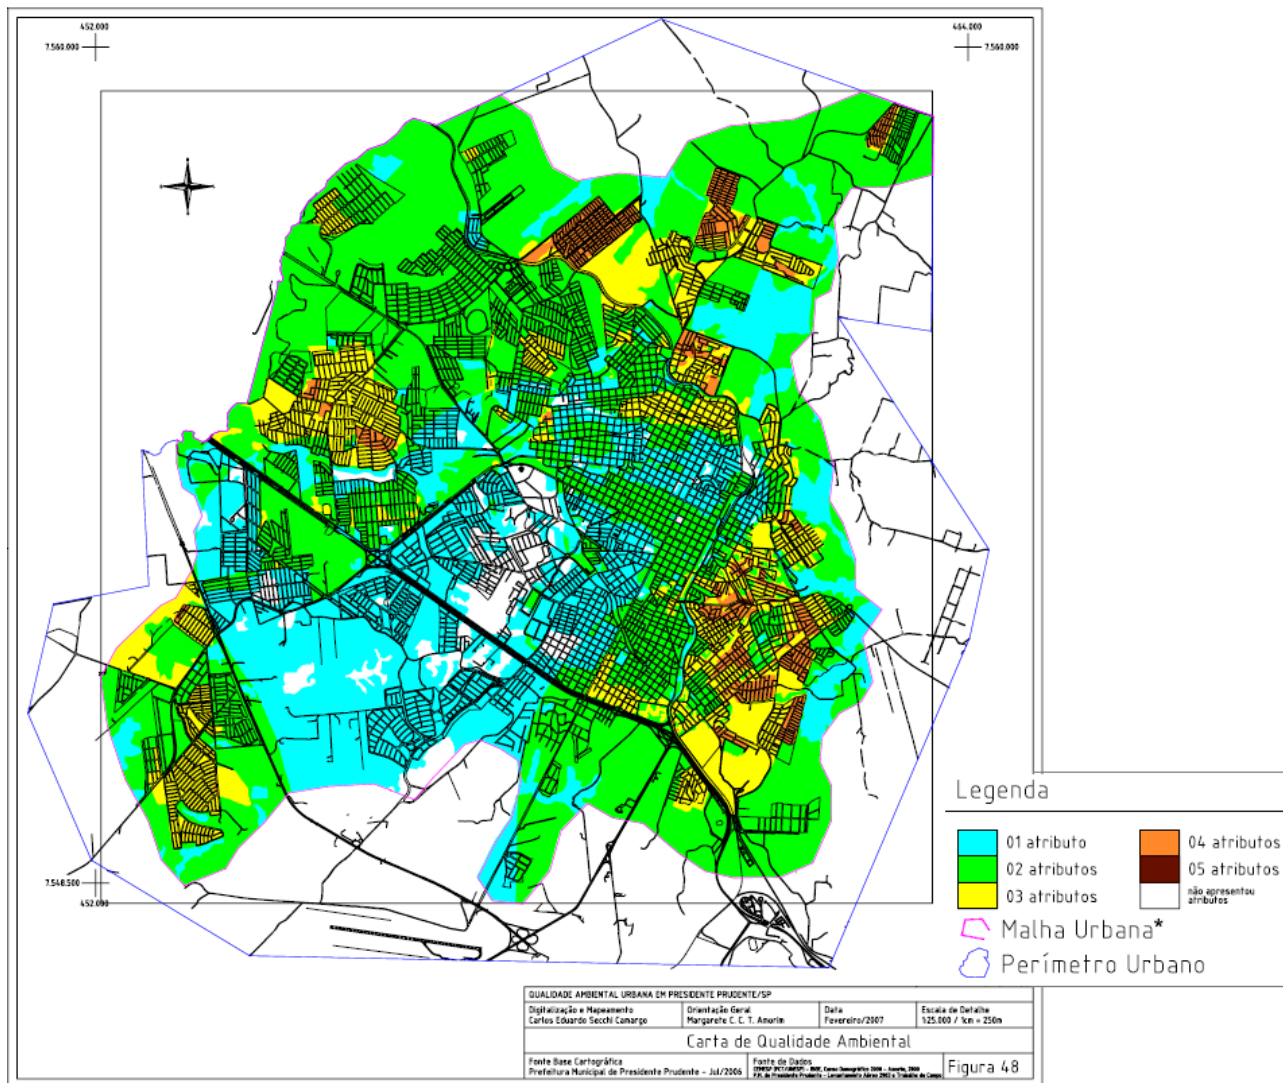 452.000
464.000
7.560.000
7.560.000
7.548.500
452.000
Legenda
01 atributo
02 atributos
03 atributos
04 atributos
05 atributos
não apresentou
atributos
Malha Urbana*
Perímetro Urbano
QUALIDADE AMBIENTAL URBANA EM PRESIDENTE PRUDENTE/SP
Digitalização e Mapeamento
Carlos Eduardo Secchi Camargo
Orientação Geral
Margarete C. C. T. Amorim
Data
Fevereiro/2007
Escala de Detalhe
1:25.000 / 1cm = 250m
Carta de Qualidade Ambiental
Fonte Base Cartográfica
Prefeitura Municipal de Presidente Prudente - Jul/2006
Fonte de Dados
Figura 48